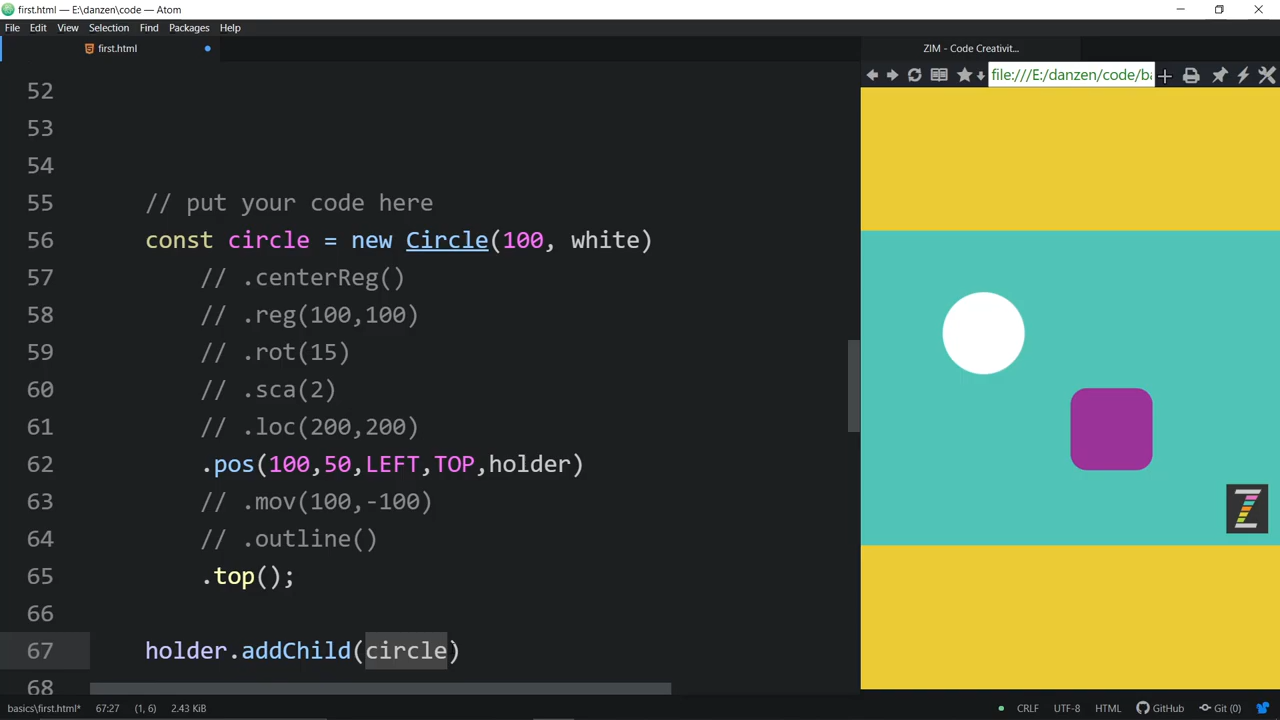 first.html — E:\danzen\code — Atom
File Edit View Selection Find Packages Help
first.html
ZIM - Code Creativit...
file:///E:/danzen/code/ba
52
53
54
55 // put your code here
56 const circle = new Circle(100, white)
57 // .centerReg()
58 // .reg(100,100)
59 // .rot(15)
60 // .sca(2)
61 // .loc(200,200)
62 .pos(100,50,LEFT,TOP,holder)
63 // .mov(100,-100)
64 // .outline()
65 .top();
66
67 holder.addChild(circle)
68
Z
basics\first.html* 67:27 (1, 6) 2.43 KiB CRLF UTF-8 HTML GitHub Git (0)